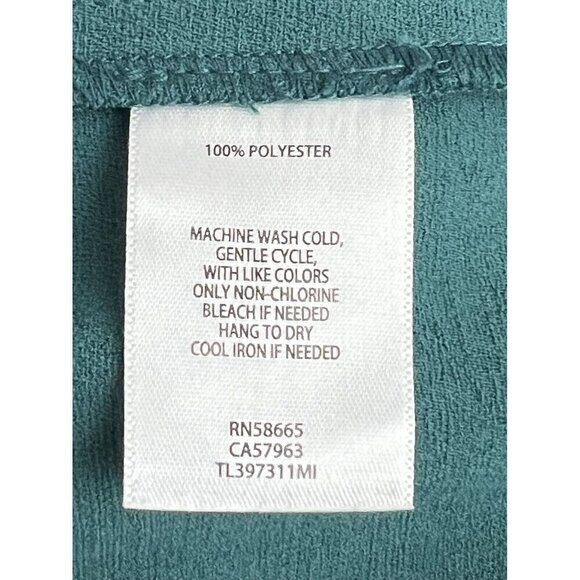 100% POLYESTER
MACHINE WASH COLD,
GENTLE CYCLE,
WITH LIKE COLORS
ONLY NON-CHLORINE
BLEACH IF NEEDED
HANG TO DRY
COOL IRON IF NEEDED
RN58665
CA57963
TL397311MI